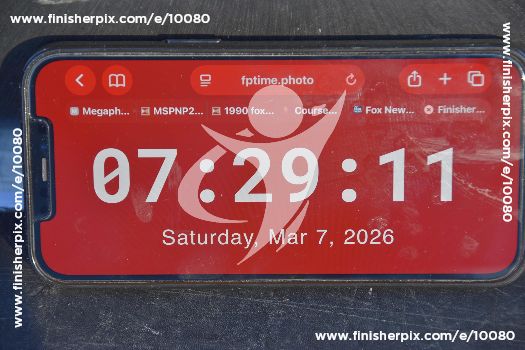 www.finisherpix.com/e/10080
www.finisherpix.com/e/10080
fptime.photo
Megaph... MSPNP2... 1990 fox... Course... Fox New... Finisher...
07:29:11
Saturday, Mar 7, 2026
www.finisherpix.com/e/10080
www.finisherpix.com/e/10080